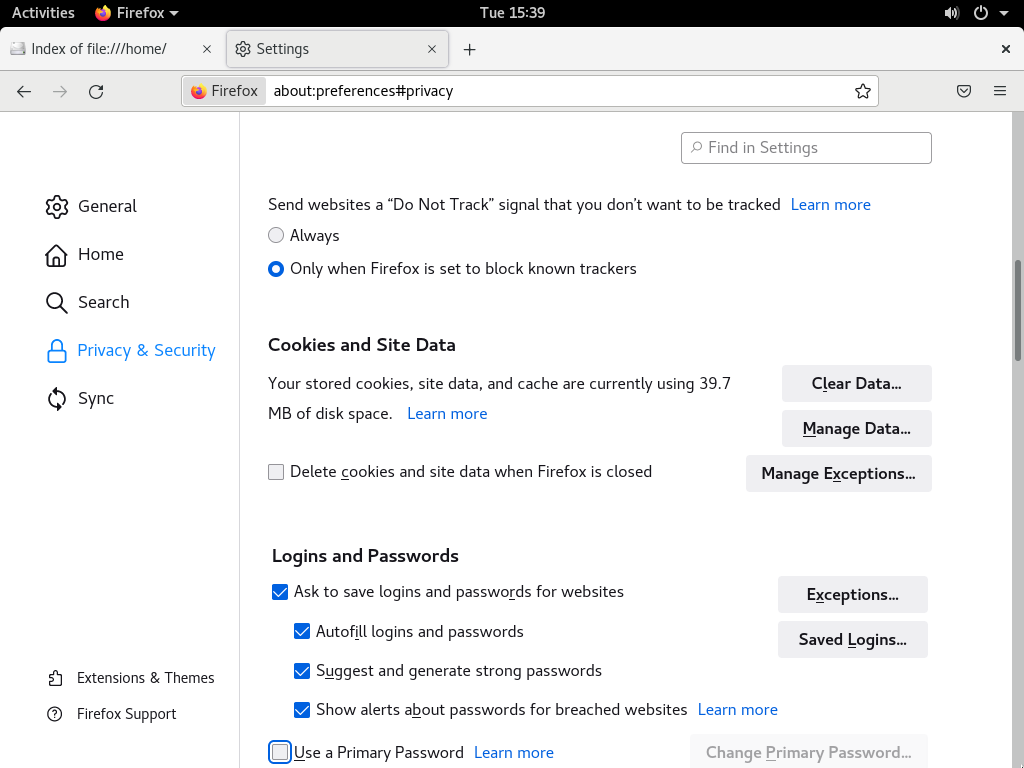 Activities Firefox Tue 15:39
Index of file:///home/ Settings
Firefox about:preferences#privacy
Find in Settings
General
Home
Search
Privacy & Security
Sync
Extensions & Themes
Firefox Support
Send websites a “Do Not Track” signal that you don’t want to be tracked Learn more
Always
Only when Firefox is set to block known trackers
Cookies and Site Data
Your stored cookies, site data, and cache are currently using 39.7
MB of disk space. Learn more
Clear Data…
Manage Data…
Delete cookies and site data when Firefox is closed
Manage Exceptions…
Logins and Passwords
Ask to save logins and passwords for websites
Exceptions…
Autofill logins and passwords
Saved Logins…
Suggest and generate strong passwords
Show alerts about passwords for breached websites Learn more
Use a Primary Password Learn more
Change Primary Password…